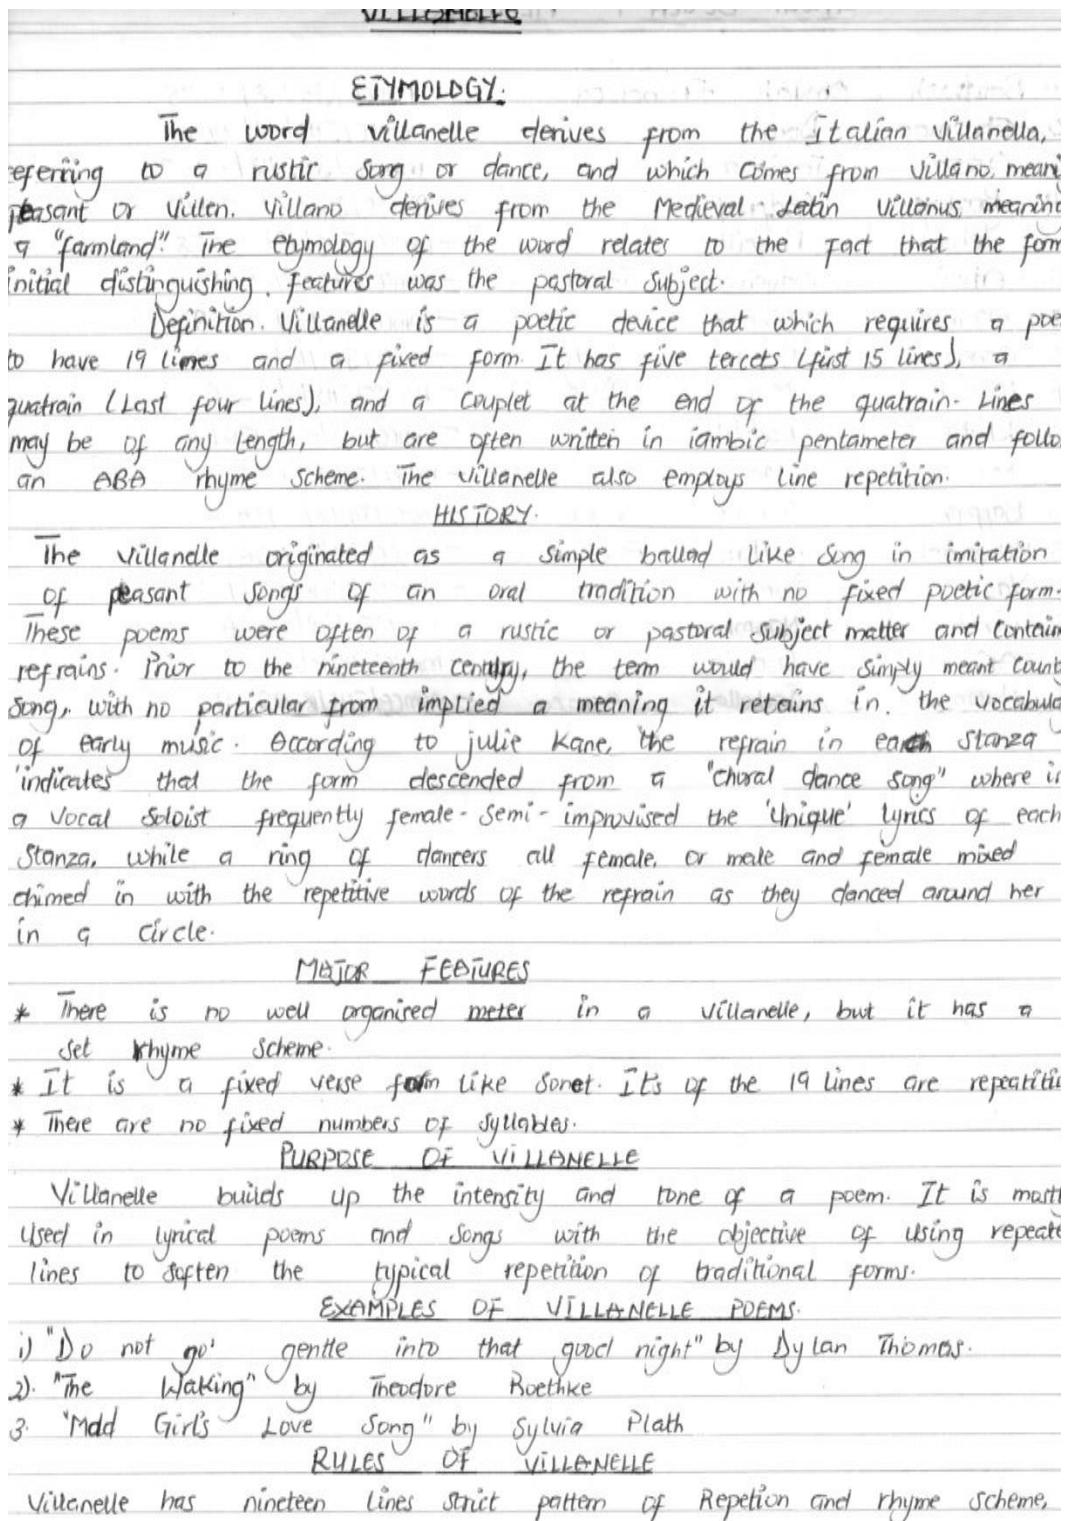 VILLANELLE
ETYMOLOGY.
The word villanelle derives from the Italian Villanella,
eferring to a rustic song or dance, and which comes from Villano, meani
peasant or Villen. Villano derives from the Medieval Latin Villanus meaning
a "farmland". The etymology of the word relates to the fact that the form
initial distinguishing. features was the pastoral subject.
Definition. Villanelle is a poetic device that which requires a poe
to have 19 lines and a fixed form. It has five tercets (first 15 lines), a
quatrain (Last four lines), and a couplet at the end of the quatrain. Lines
may be of any length, but are often written in iambic pentameter and follo
an ABA rhyme scheme. The villanelle also employs line repetition.
HISTORY.
The villanelle originated as a simple ballad like song in imitation
of peasant songs of an oral tradition with no fixed poetic form.
These poems were often of a rustic or pastoral subject matter and contain
refrains. Prior to the nineteenth century, the term would have simply meant count
song, with no particular from implied a meaning it retains in the vocabula
of early music. According to julie Kane, the refrain in each stanza
'indicates that the form descended from a "choral dance song" where in
a vocal soloist frequently female - semi - improvised the 'Unique' lyrics of each
stanza, while a ring of dancers all female, or male and female mixed
chimed in with the repetitive words of the refrain as they danced around her
in a circle.
MAJOR FEATURES
* There is no well organised meter in a villanelle, but it has a
set rhyme scheme.
* It is a fixed verse form like sonet. It's of the 19 lines are repeatitio
* There are no fixed numbers of syllables.
PURPOSE OF VILLANELLE
Villanelle builds up the intensity and tone of a poem. It is mostl
used in lyrical poems and songs with the objective of using repeate
lines to soften the typical repetition of traditional forms.
EXAMPLES OF VILLANELLE POEMS.
i) "Do not go' gentle into that good night" by Dylan Thomas.
2). "The Waking" by Theodore Roethke
3. "Mad Girl's Love Song" by Sylvia Plath
RULES OF VILLANELLE
Villanelle has nineteen lines strict pattern of Repetion and rhyme scheme,